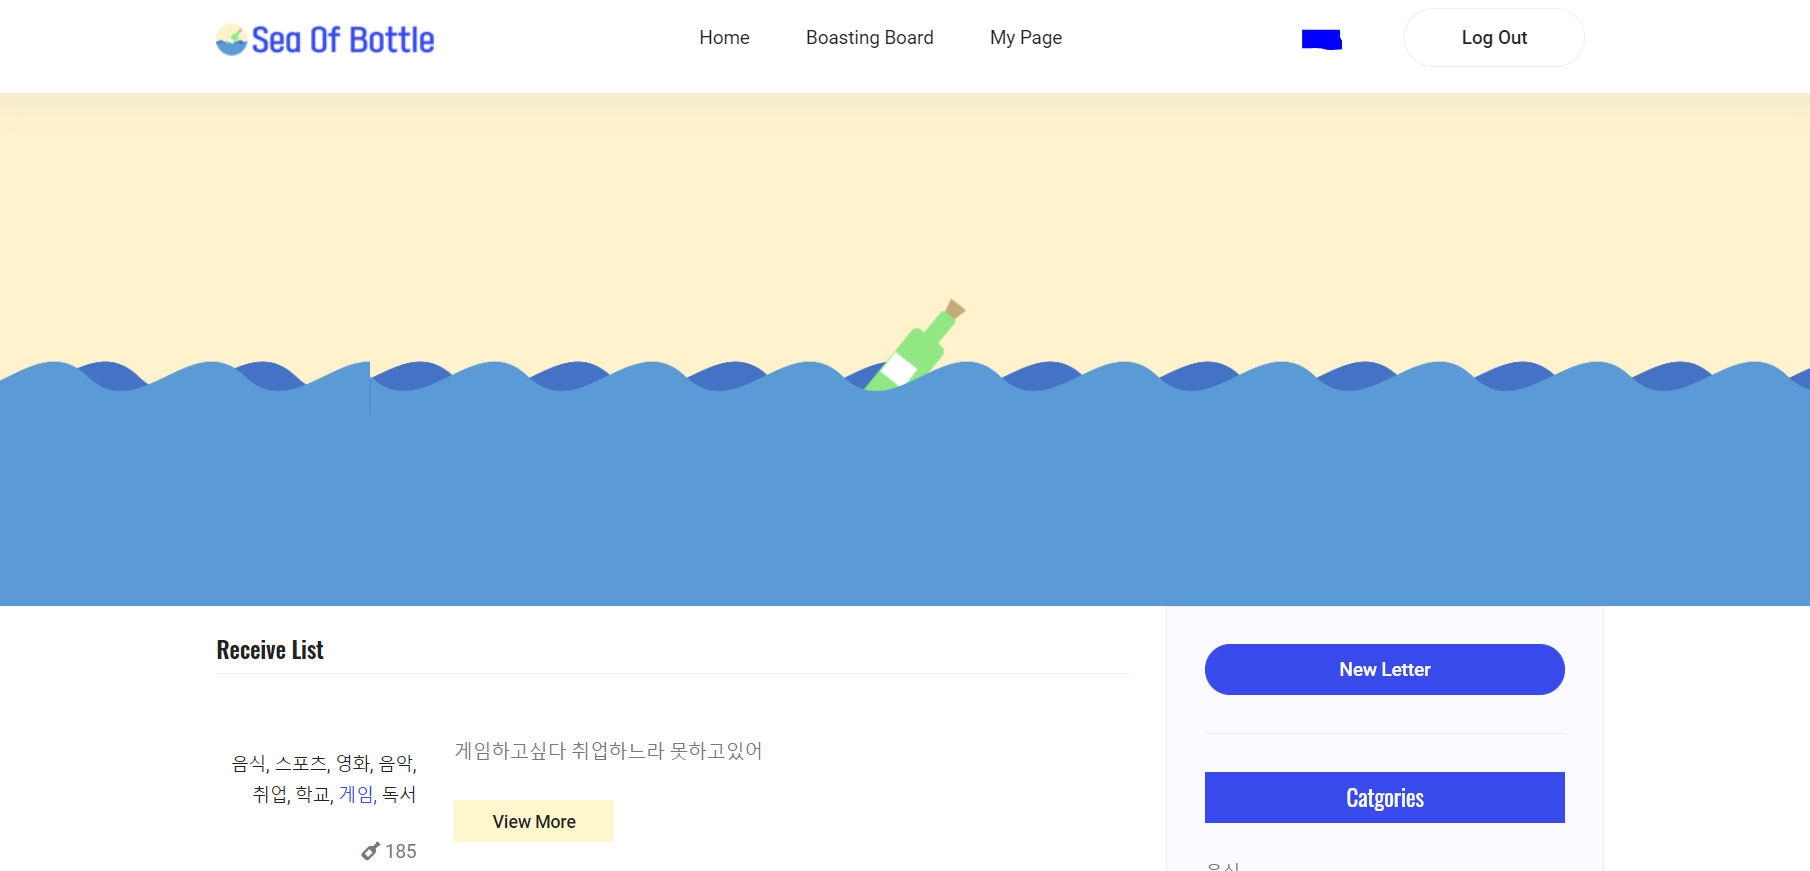 Sea Of Bottle
Home Boasting Board My Page Log Out
Receive List
New Letter
게임하고싶다 취업하느라 못하고있어
음식, 스포츠, 영화, 음악,
취업, 학교, 게임, 독서
View More
185
Catgories
음식